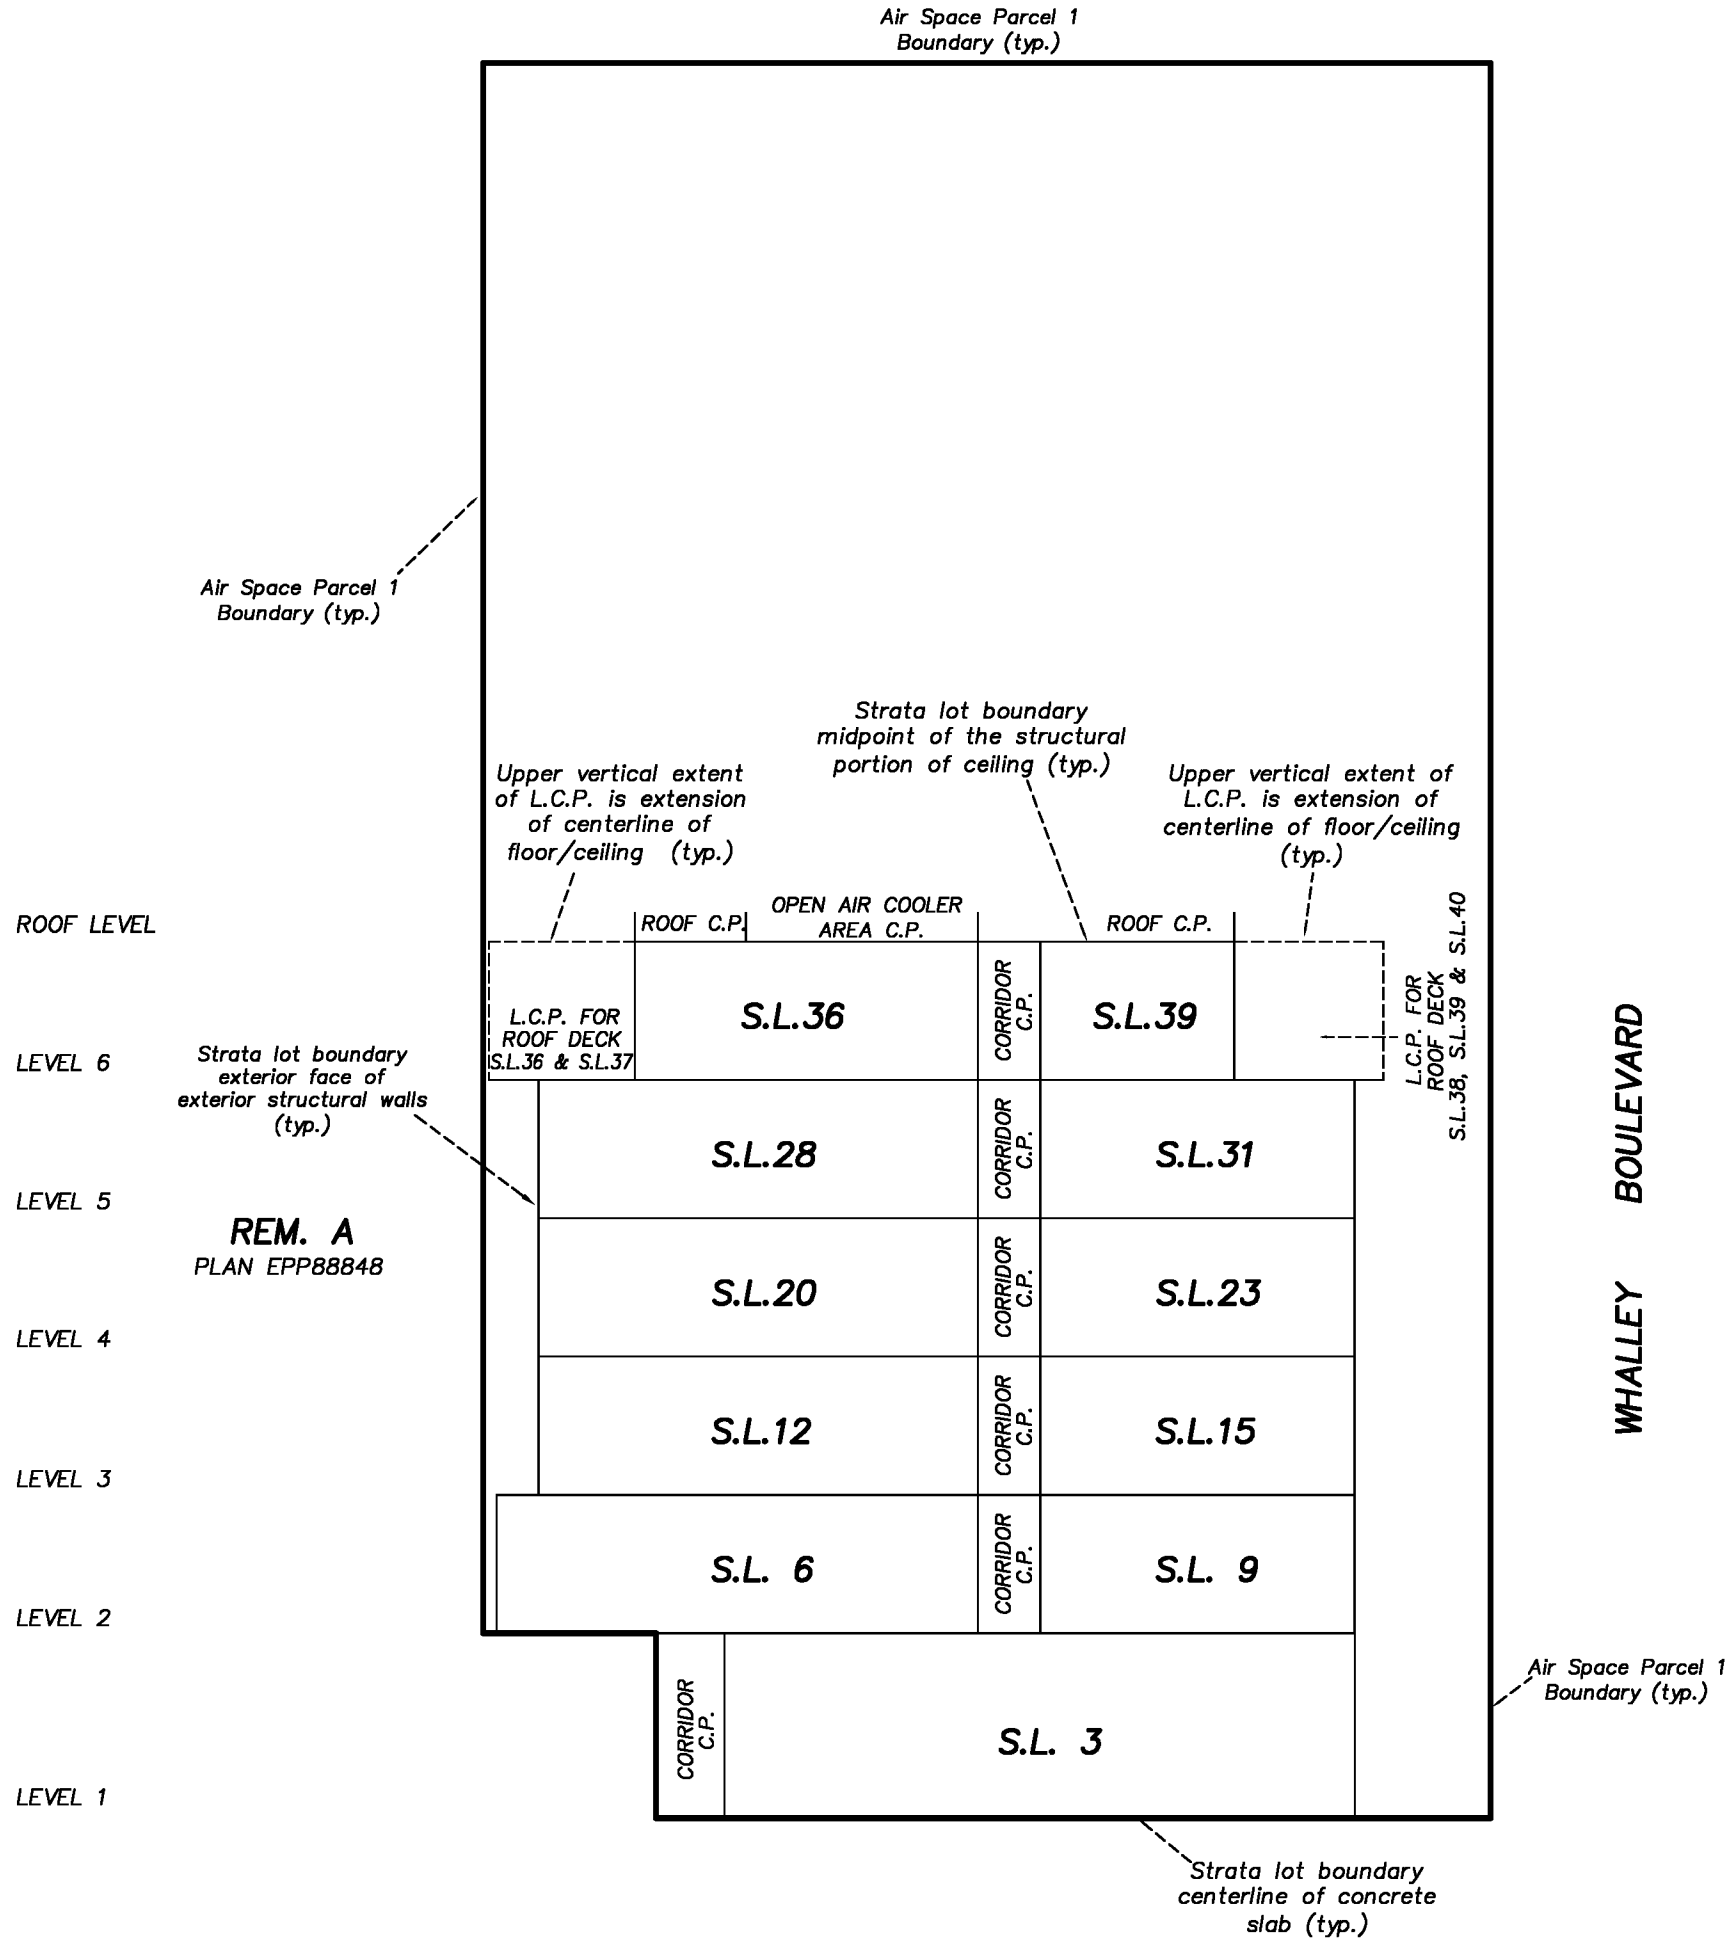 Air Space Parcel 1
Boundary (typ.)
Air Space Parcel 1
Boundary (typ.)
Strata lot boundary
midpoint of the structural
portion of ceiling (typ.)
Upper vertical extent
of L.C.P. is extension
of centerline of
floor/ceiling (typ.)
Upper vertical extent of
L.C.P. is extension of
centerline of floor/ceiling
(typ.)
ROOF LEVEL
ROOF C.P.
OPEN AIR COOLER
AREA C.P.
ROOF C.P.
L.C.P. FOR
ROOF DECK
S.L.36 & S.L.37
S.L.36
CORRIDOR
C.P.
S.L.39
L.C.P. FOR
ROOF DECK
S.L.38, S.L.39 & S.L.40
LEVEL 6
Strata lot boundary
exterior face of
exterior structural walls
(typ.)
S.L.28
CORRIDOR
C.P.
S.L.31
LEVEL 5
REM. A
PLAN EPP88848
S.L.20
CORRIDOR
C.P.
S.L.23
WHALLEY BOULEVARD
LEVEL 4
S.L.12
CORRIDOR
C.P.
S.L.15
LEVEL 3
S.L. 6
CORRIDOR
C.P.
S.L. 9
LEVEL 2
CORRIDOR
C.P.
S.L. 3
Air Space Parcel 1
Boundary (typ.)
LEVEL 1
Strata lot boundary
centerline of concrete
slab (typ.)